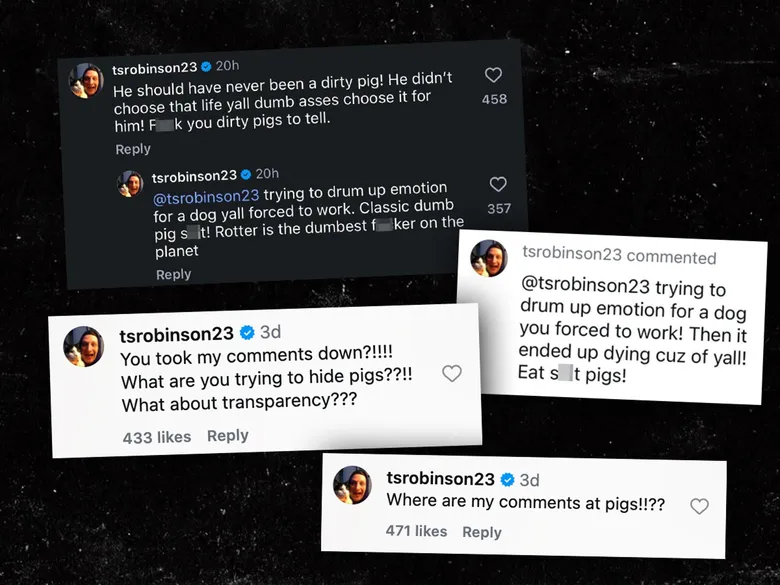 tsrobinson23 20h
He should have never been a dirty pig! He didn't
choose that life yall dumb asses choose it for
him! F k you dirty pigs to tell.
458
Reply
tsrobinson23 20h
@tsrobinson23 trying to drum up emotion
for a dog yall forced to work. Classic dumb
pig s it! Rotter is the dumbest f ker on the
planet
357
Reply
tsrobinson23 commented
@tsrobinson23 trying to
drum up emotion for a dog
you forced to work! Then it
ended up dying cuz of yall!
Eat s t pigs!
tsrobinson23 3d
You took my comments down?!!!!
What are you trying to hide pigs??!!
What about transparency???
433 likes Reply
tsrobinson23 3d
Where are my comments at pigs!!??
471 likes Reply